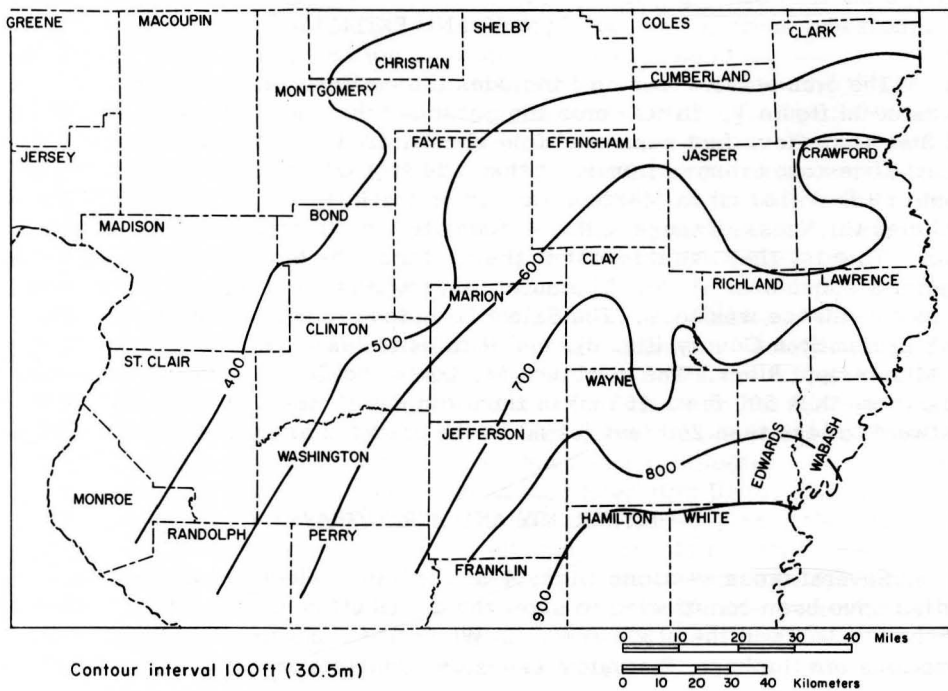 GREENE MACOUPIN SHELBY COLES CLARK
CHRISTIAN
MONTGOMERY CUMBERLAND
JERSEY FAYETTE EFFINGHAM JASPER CRAWFORD
MADISON BOND
600 CLAY
MARION RICHLAND LAWRENCE
CLINTON 500
ST. CLAIR 400 700
WAYNE
JEFFERSON
WASHINGTON 800 EDWARDS WABASH
MONROE
RANDOLPH PERRY HAMILTON WHITE
FRANKLIN
900
0 10 20 30 40 Miles
Contour interval 100ft (30.5m)
0 10 20 30 40 Kilometers